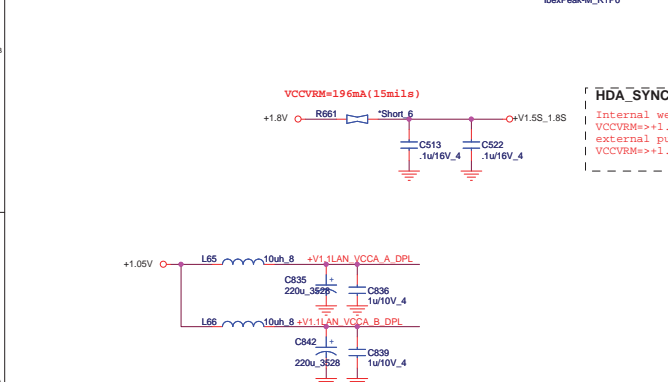 IbexPeak-M_R1P0
VCCVRM=196mA(15mils)
+1.8V
R661
*Short_6
+V1.5S_1.8S
C513
.1u/16V_4
C522
.1u/16V_4
HDA_SYNC
Internal we
VCCVRM=>+1.
external pu
VCCVRM=>+1.
+1.05V
L65
10uh_8
+V1.1LAN_VCCA_A_DPL
C835
220u_3528
+
C836
1u/10V_4
L66
10uh_8
+V1.1LAN_VCCA_B_DPL
C842
220u_3528
+
C839
1u/10V_4